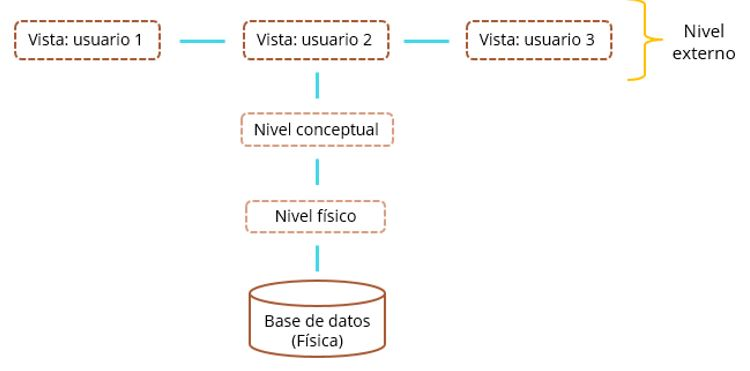 Vista: usuario 1
Vista: usuario 2
Vista: usuario 3
Nivel
externo
Nivel conceptual
Nivel físico
Base de datos
(Física)